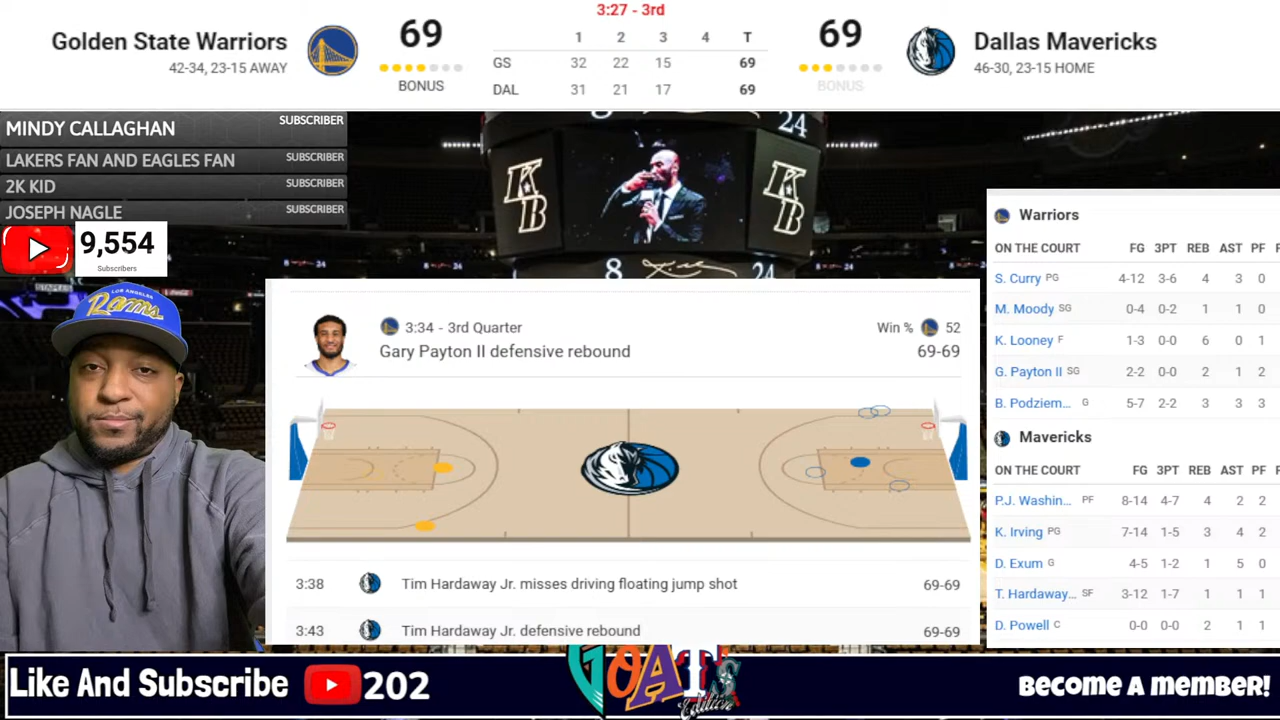 Golden State Warriors
42-34, 23-15 AWAY
69
BONUS
3:27 - 3rd
1 2 3 4 T
GS 32 22 15 69
DAL 31 21 17 69
69
BONUS
Dallas Mavericks
46-30, 23-15 HOME
MINDY CALLAGHAN SUBSCRIBER
LAKERS FAN AND EAGLES FAN SUBSCRIBER
2K KID SUBSCRIBER
JOSEPH NAGLE SUBSCRIBER
9,554
Subscribers
24
KB
KB
8 24
STAPLES
LOS ANGELES
Rams
3:34 - 3rd Quarter
Win % 52
Gary Payton II defensive rebound 69-69
3:38 Tim Hardaway Jr. misses driving floating jump shot 69-69
3:43 Tim Hardaway Jr. defensive rebound 69-69
Warriors
ON THE COURT FG 3PT REB AST PF
S. Curry PG 4-12 3-6 4 3 0
M. Moody SG 0-4 0-2 1 1 0
K. Looney F 1-3 0-0 6 0 1
G. Payton II SG 2-2 0-0 2 1 2
B. Podziem... G 5-7 2-2 3 3 3
Mavericks
ON THE COURT FG 3PT REB AST PF
P.J. Washin... PF 8-14 4-7 4 2 2
K. Irving PG 7-14 1-5 3 4 2
D. Exum G 4-5 1-2 1 5 0
T. Hardaway... SF 3-12 1-7 1 1 1
D. Powell C 0-0 0-0 2 1 1
Like And Subscribe 202
GOATS
Edition
Become a member!